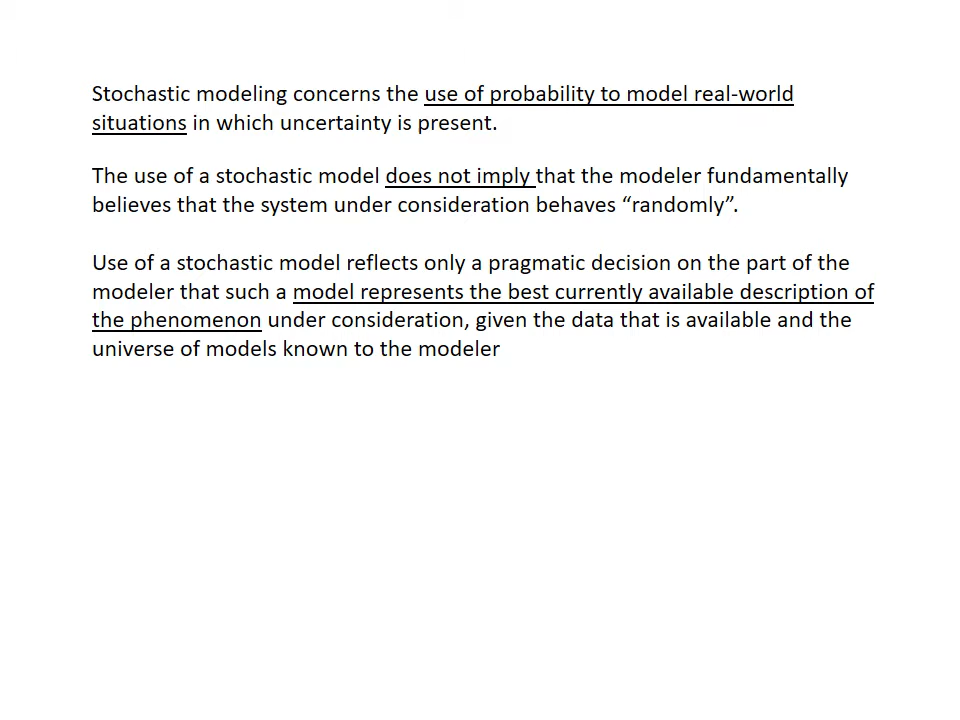 Stochastic modeling concerns the use of probability to model real-world
situations in which uncertainty is present.
The use of a stochastic model does not imply that the modeler fundamentally
believes that the system under consideration behaves “randomly”.
Use of a stochastic model reflects only a pragmatic decision on the part of the
modeler that such a model represents the best currently available description of
the phenomenon under consideration, given the data that is available and the
universe of models known to the modeler